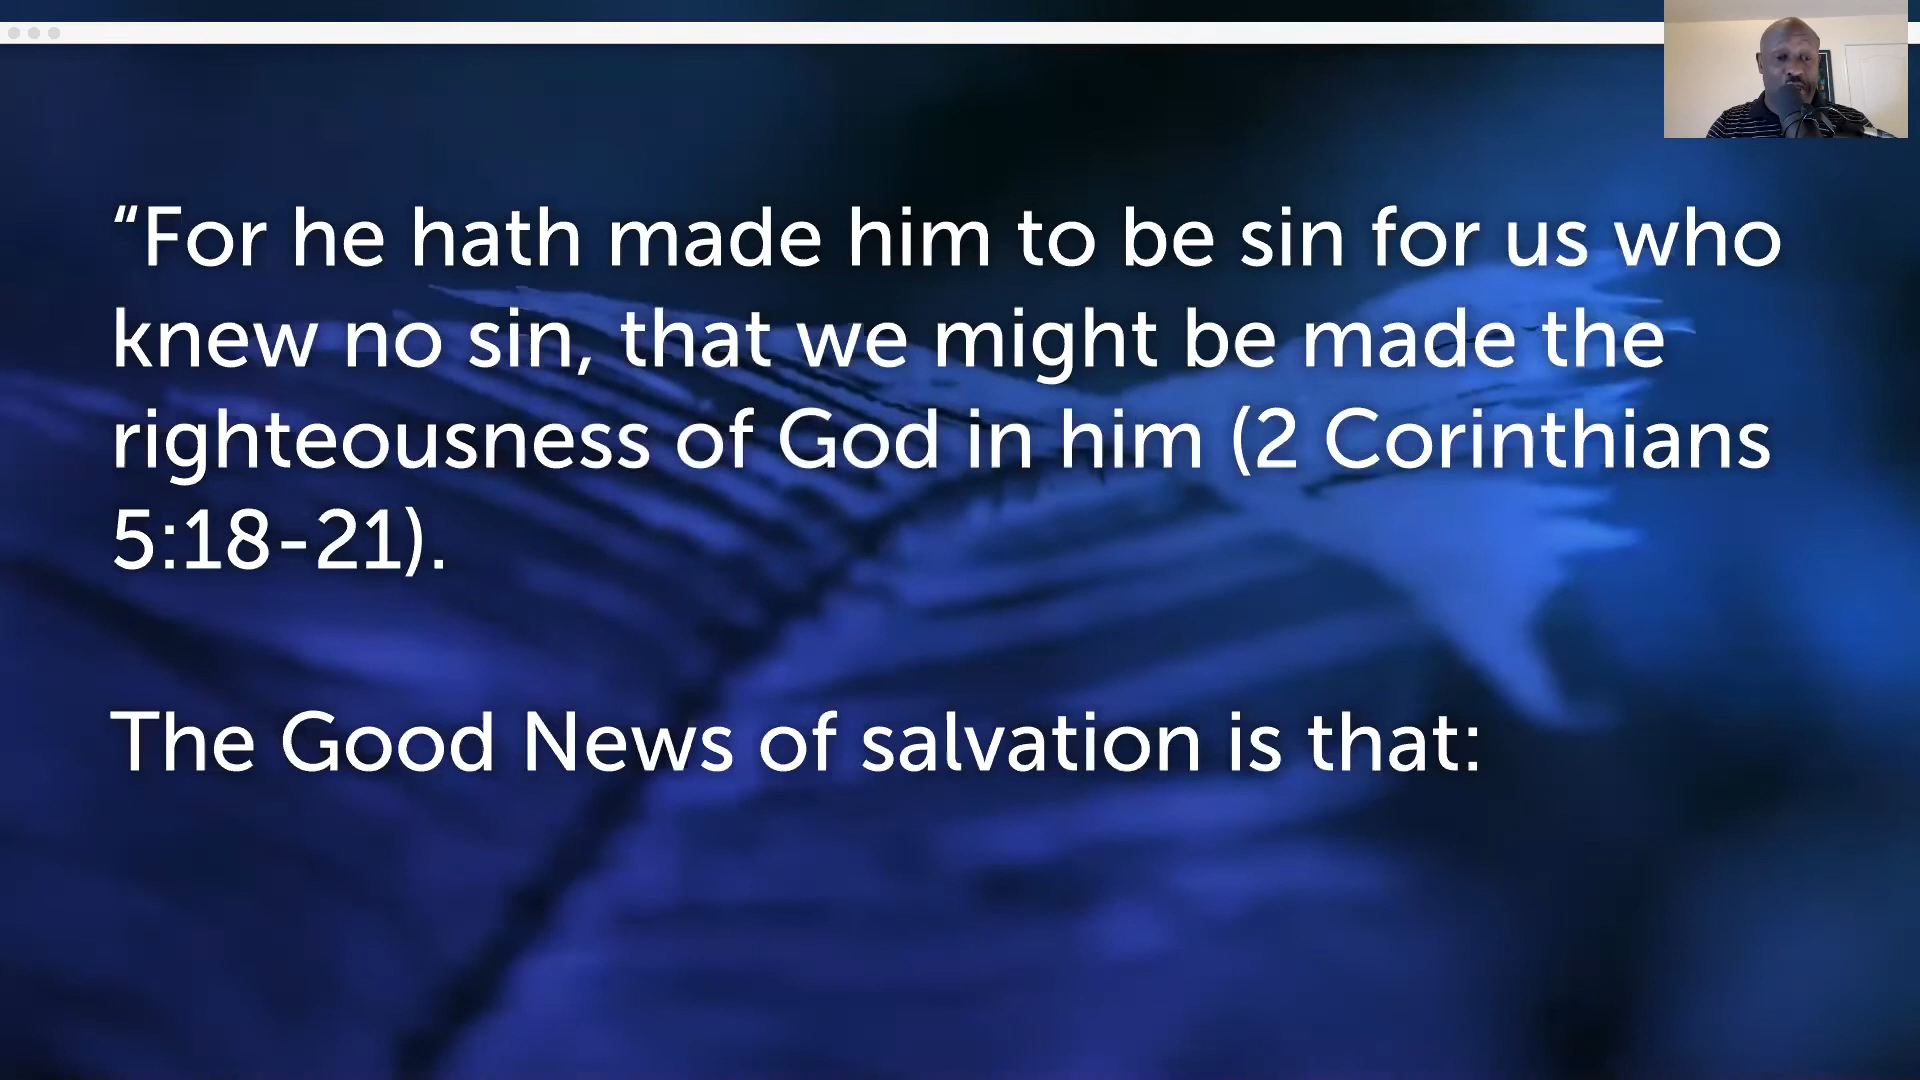 “For he hath made him to be sin for us who
knew no sin, that we might be made the
righteousness of God in him (2 Corinthians
5:18-21).
The Good News of salvation is that: